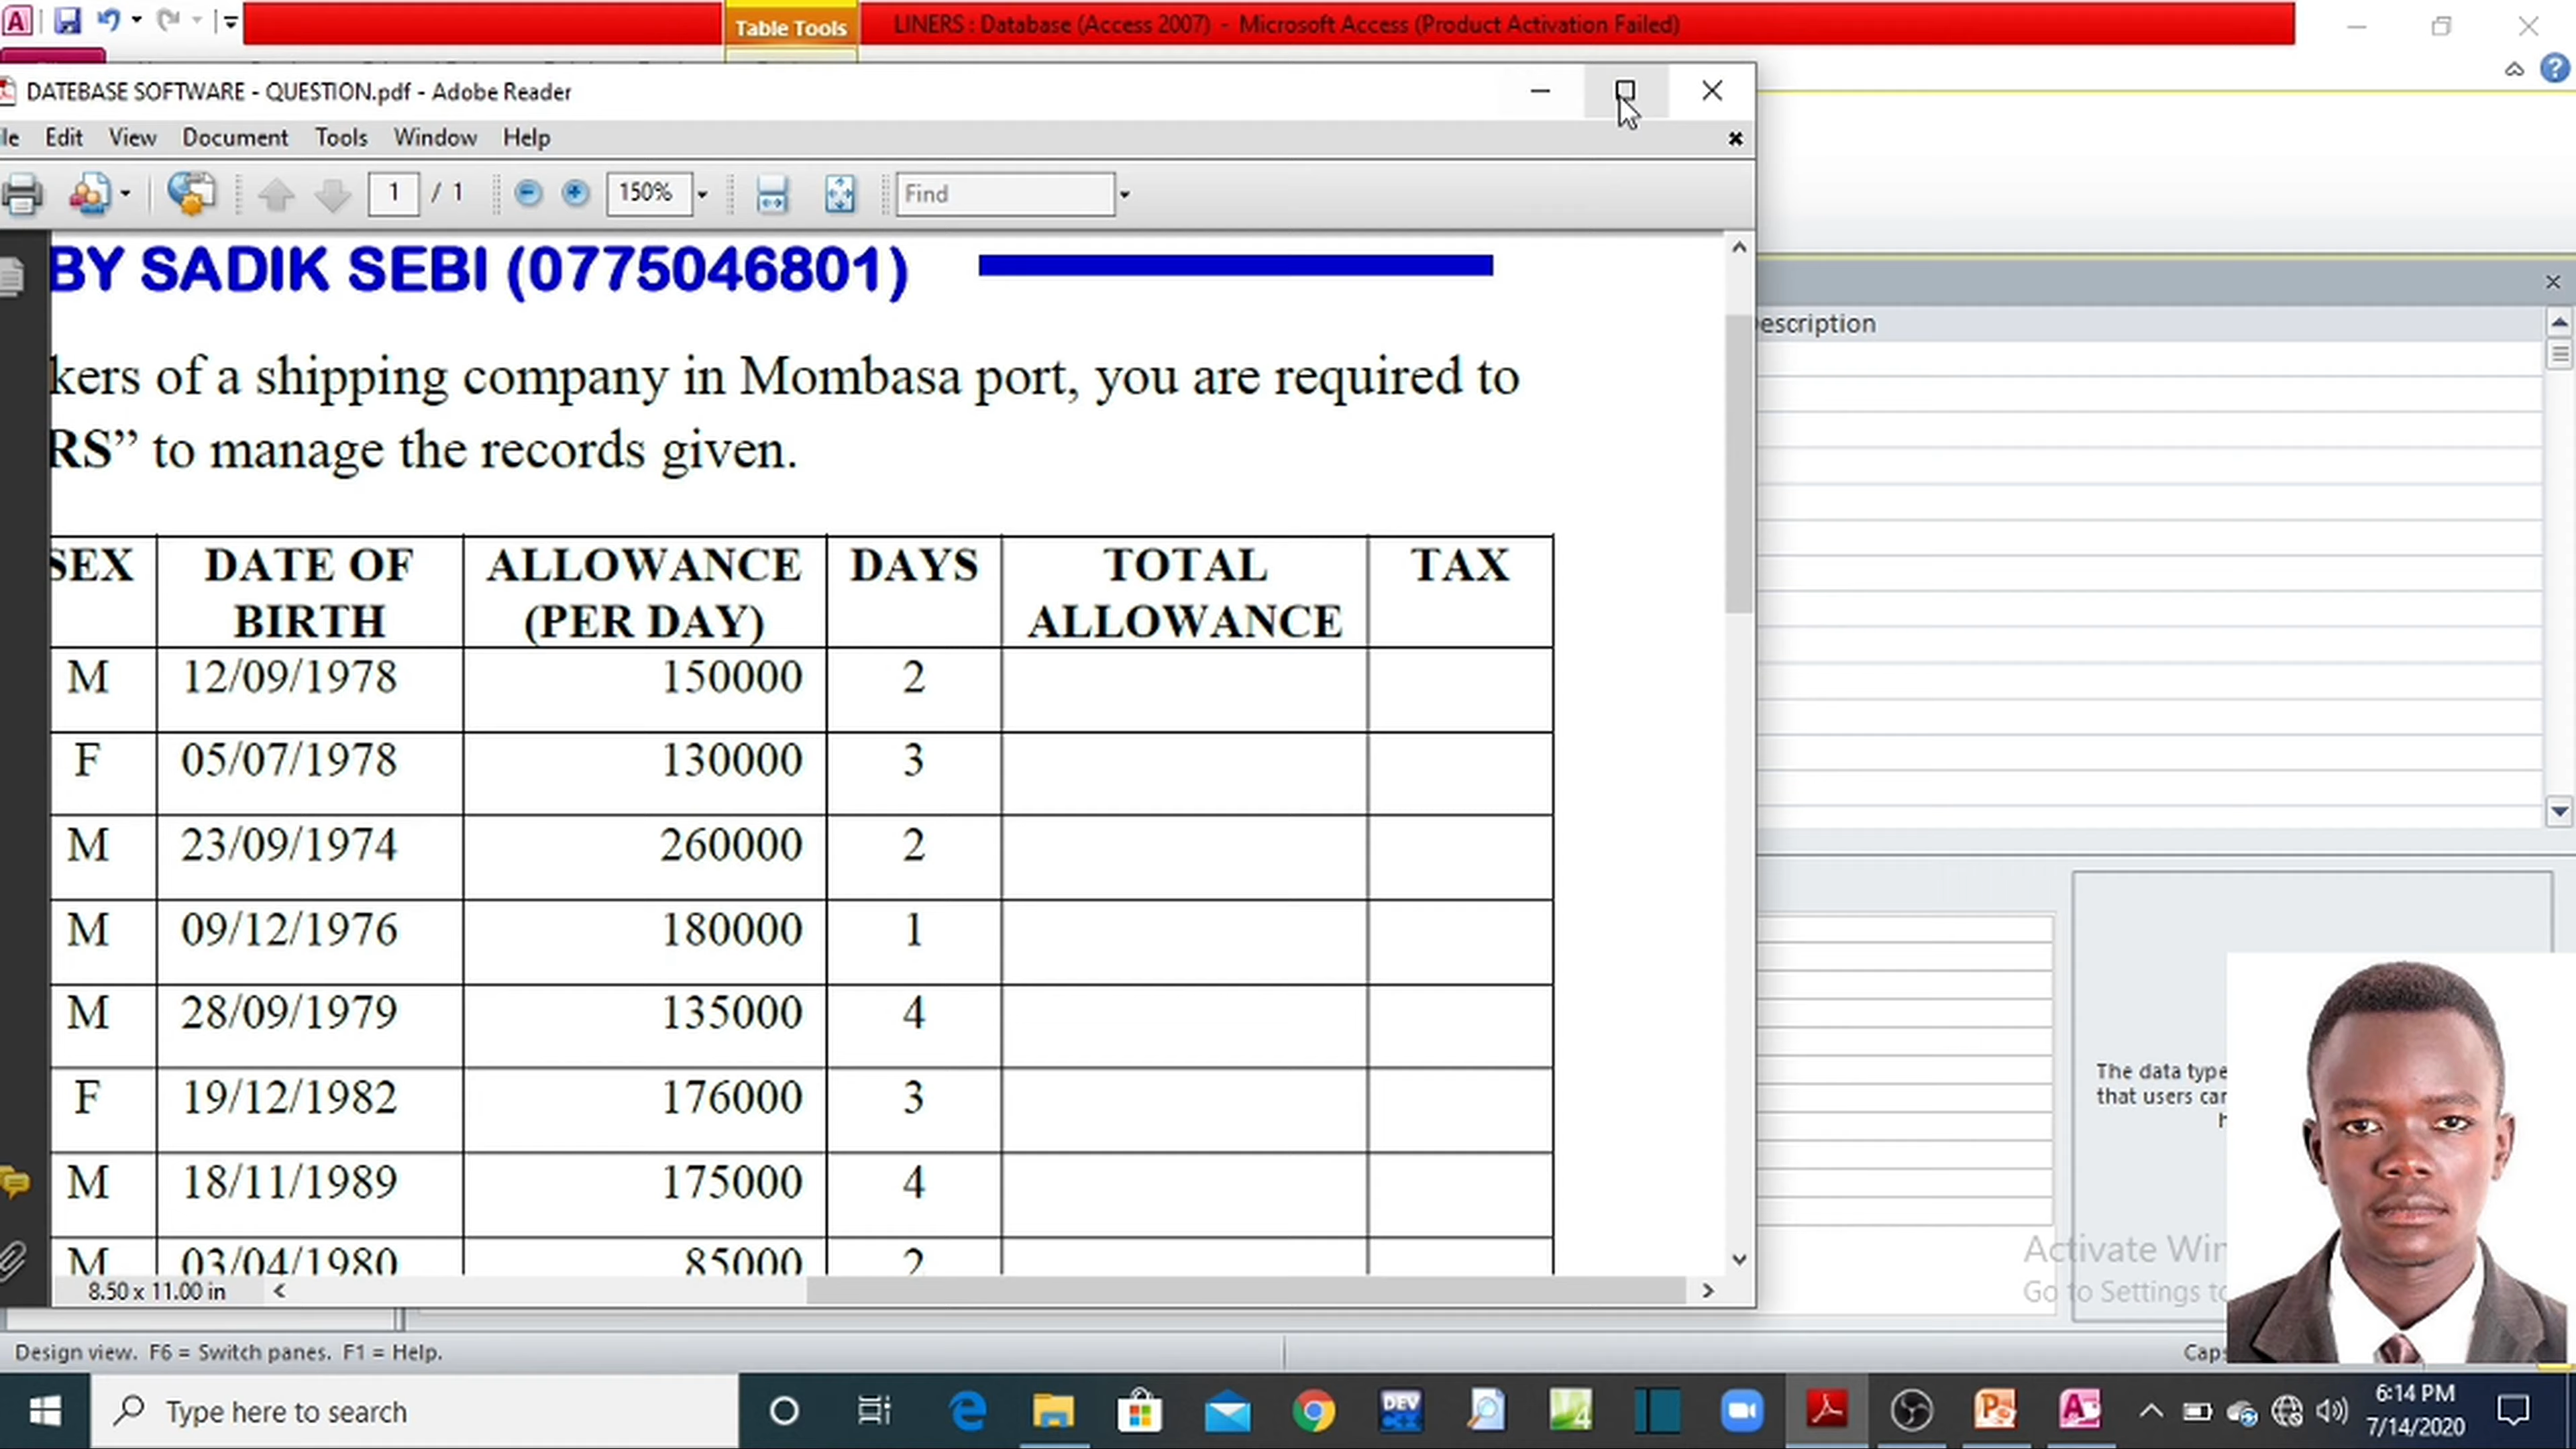 Table Tools
LINERS : Database (Access 2007) - Microsoft Access (Product Activation Failed)
DATEBASE SOFTWARE - QUESTION.pdf - Adobe Reader
le Edit View Document Tools Window Help
1 / 1 150% Find
BY SADIK SEBI (0775046801)
kers of a shipping company in Mombasa port, you are required to
RS” to manage the records given.
SEX DATE OF BIRTH ALLOWANCE (PER DAY) DAYS TOTAL ALLOWANCE TAX
M 12/09/1978 150000 2
F 05/07/1978 130000 3
M 23/09/1974 260000 2
M 09/12/1976 180000 1
M 28/09/1979 135000 4
F 19/12/1982 176000 3
M 18/11/1989 175000 4
M 03/04/1980 85000 2
8.50 x 11.00 in
escription
The data type
that users can
h
Activate Win
Go to Settings to
Design view. F6 = Switch panes. F1 = Help.
Caps
Type here to search
DEV C++
6:14 PM
7/14/2020